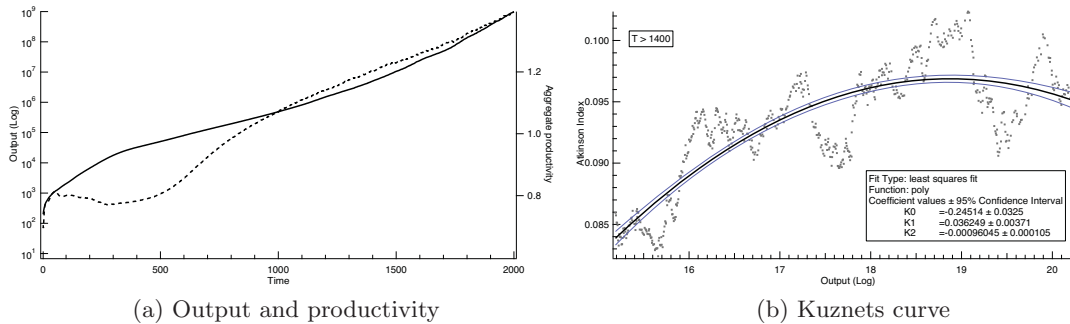 10⁹
10⁸
10⁷
10⁶
10⁵
10⁴
10³
10²
10¹
Output (Log)
1.2
1.0
0.8
Aggregate productivity
0
500
1000
1500
2000
Time
(a) Output and productivity
T > 1400
0.100
0.095
0.090
0.085
Atkinson Index
Fit Type: least squares fit
Function: poly
Coefficient values ± 95% Confidence Interval
K0 =-0.24514 ± 0.0325
K1 =0.036249 ± 0.00371
K2 =-0.00096045 ± 0.000105
16
17
18
19
20
Output (Log)
(b) Kuznets curve